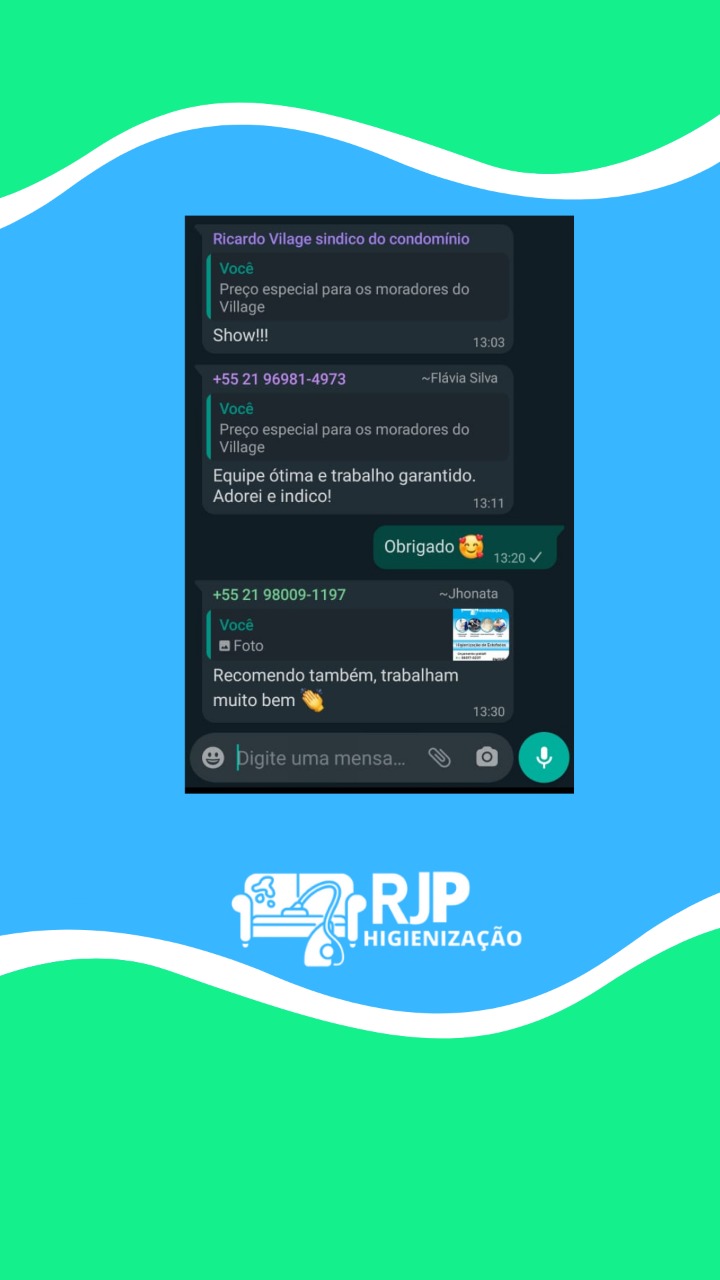 Ricardo Vilage sindico do condomínio
Você
Preço especial para os moradores do
Village
Show!!!
13:03
+55 21 96981-4973 ~Flávia Silva
Você
Preço especial para os moradores do
Village
Equipe ótima e trabalho garantido.
Adorei e indico!
13:11
Obrigado 🥰
13:20
+55 21 98009-1197 ~Jhonata
Você
Foto
Higienização de Estofados
Recomendo também, trabalham
muito bem 👏
13:30
Digite uma mensa...
RJP
HIGIENIZAÇÃO